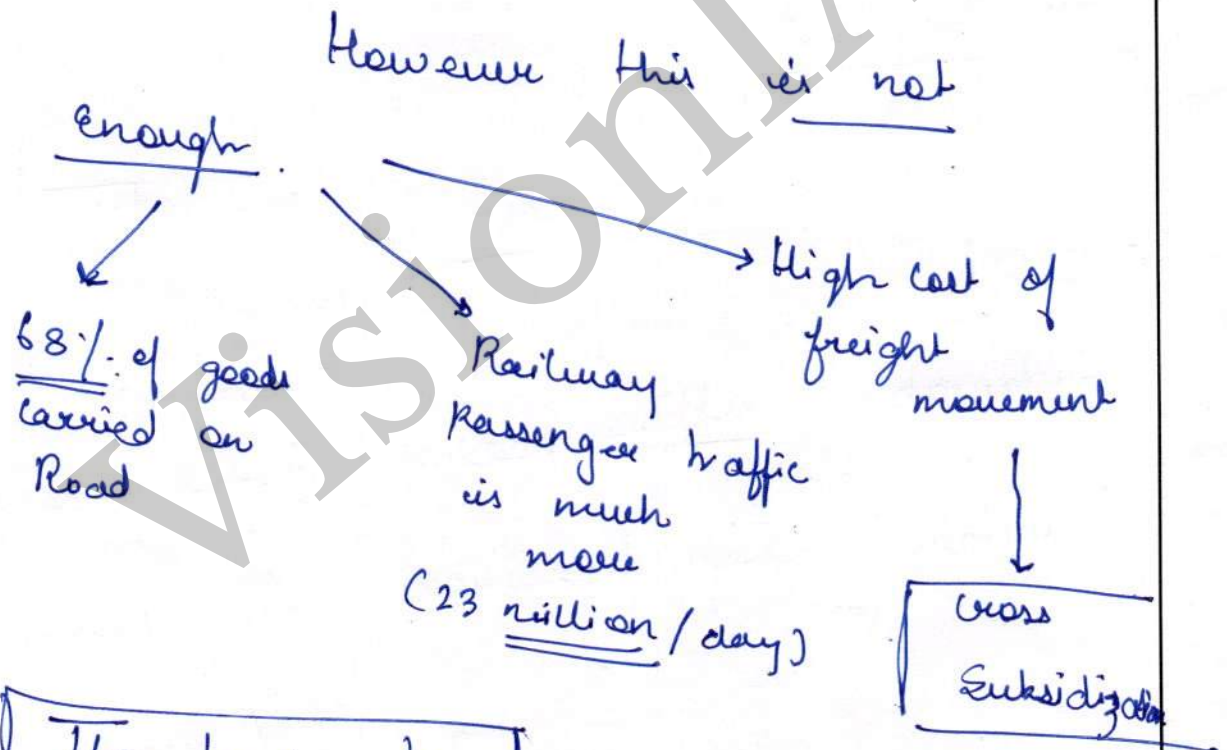 However this is not
Enough.
68% of goods
carried on
Road
Railway
passenger traffic
is much
more
(23 million / day)
High cost of
freight
movement
Cross
Subsidization
Vision